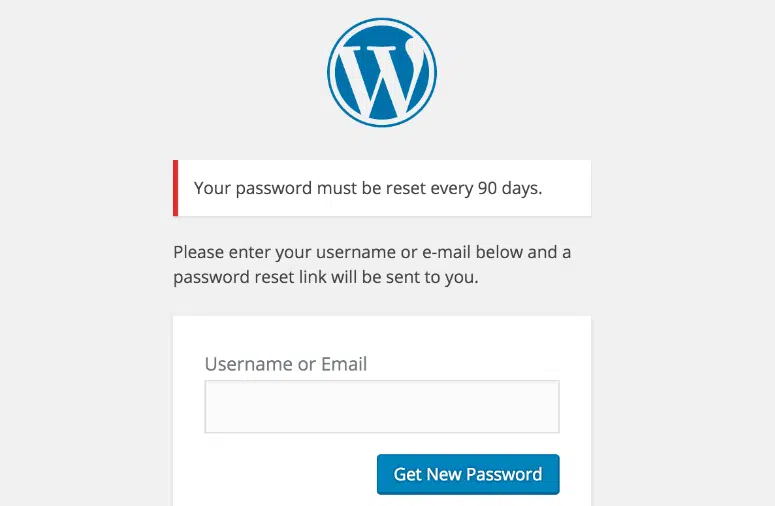 Your password must be reset every 90 days.
Please enter your username or e-mail below and a
password reset link will be sent to you.
Username or Email
Get New Password